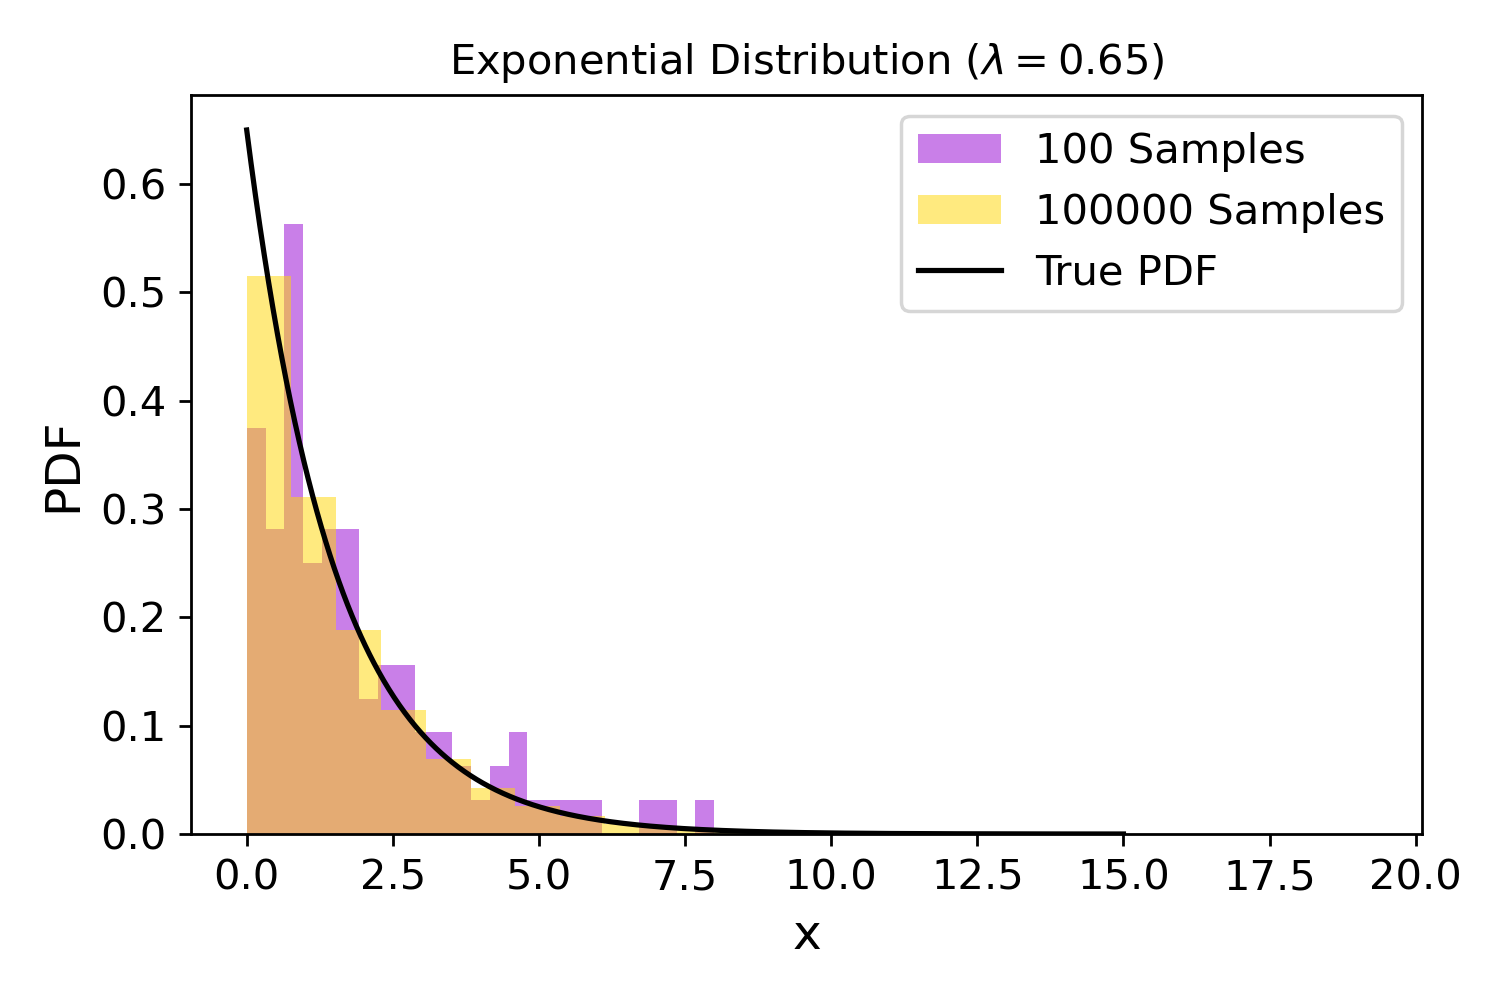 Exponential Distribution (λ = 0.65)
100 Samples
100000 Samples
True PDF
PDF
0.6
0.5
0.4
0.3
0.2
0.1
0.0
0.0 2.5 5.0 7.5 10.0 12.5 15.0 17.5 20.0
x